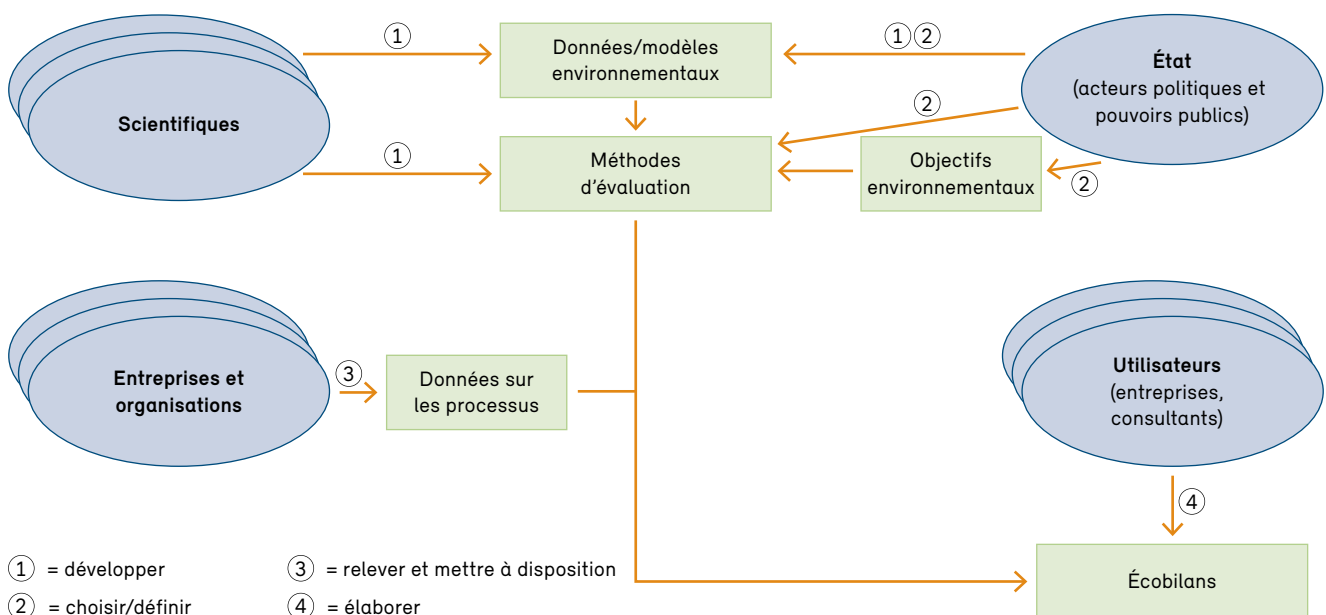 Scientifiques
①
①
Données/modèles
environnementaux
① ②
État
(acteurs politiques et
pouvoirs publics)
②
Méthodes
d'évaluation
Objectifs
environnementaux
②
Entreprises et
organisations
③
Données sur
les processus
Utilisateurs
(entreprises,
consultants)
④
Écobilans
① = développer
② = choisir/définir
③ = relever et mettre à disposition
④ = élaborer